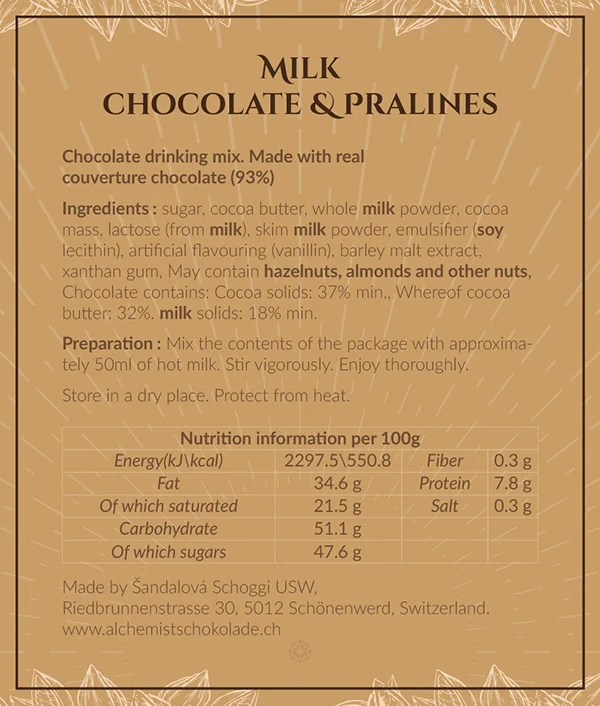 MILK
CHOCOLATE & PRALINES
Chocolate drinking mix. Made with real
couverture chocolate (93%)
Ingredients : sugar, cocoa butter, whole milk powder, cocoa
mass, lactose (from milk), skim milk powder, emulsifier (soy
lecithin), artificial flavouring (vanillin), barley malt extract,
xanthan gum, May contain hazelnuts, almonds and other nuts,
Chocolate contains: Cocoa solids: 37% min., Whereof cocoa
butter: 32%. milk solids: 18% min.
Preparation : Mix the contents of the package with approxima-
tely 50ml of hot milk. Stir vigorously. Enjoy thoroughly.
Store in a dry place. Protect from heat.
Nutrition information per 100g
Energy(kJ\kcal) 2297.5\550.8 Fiber 0.3 g
Fat 34.6 g Protein 7.8 g
Of which saturated 21.5 g Salt 0.3 g
Carbohydrate 51.1 g
Of which sugars 47.6 g
Made by Šandalová Schoggi USW,
Riedbrunnenstrasse 30, 5012 Schönenwerd, Switzerland.
www.alchemistschokolade.ch